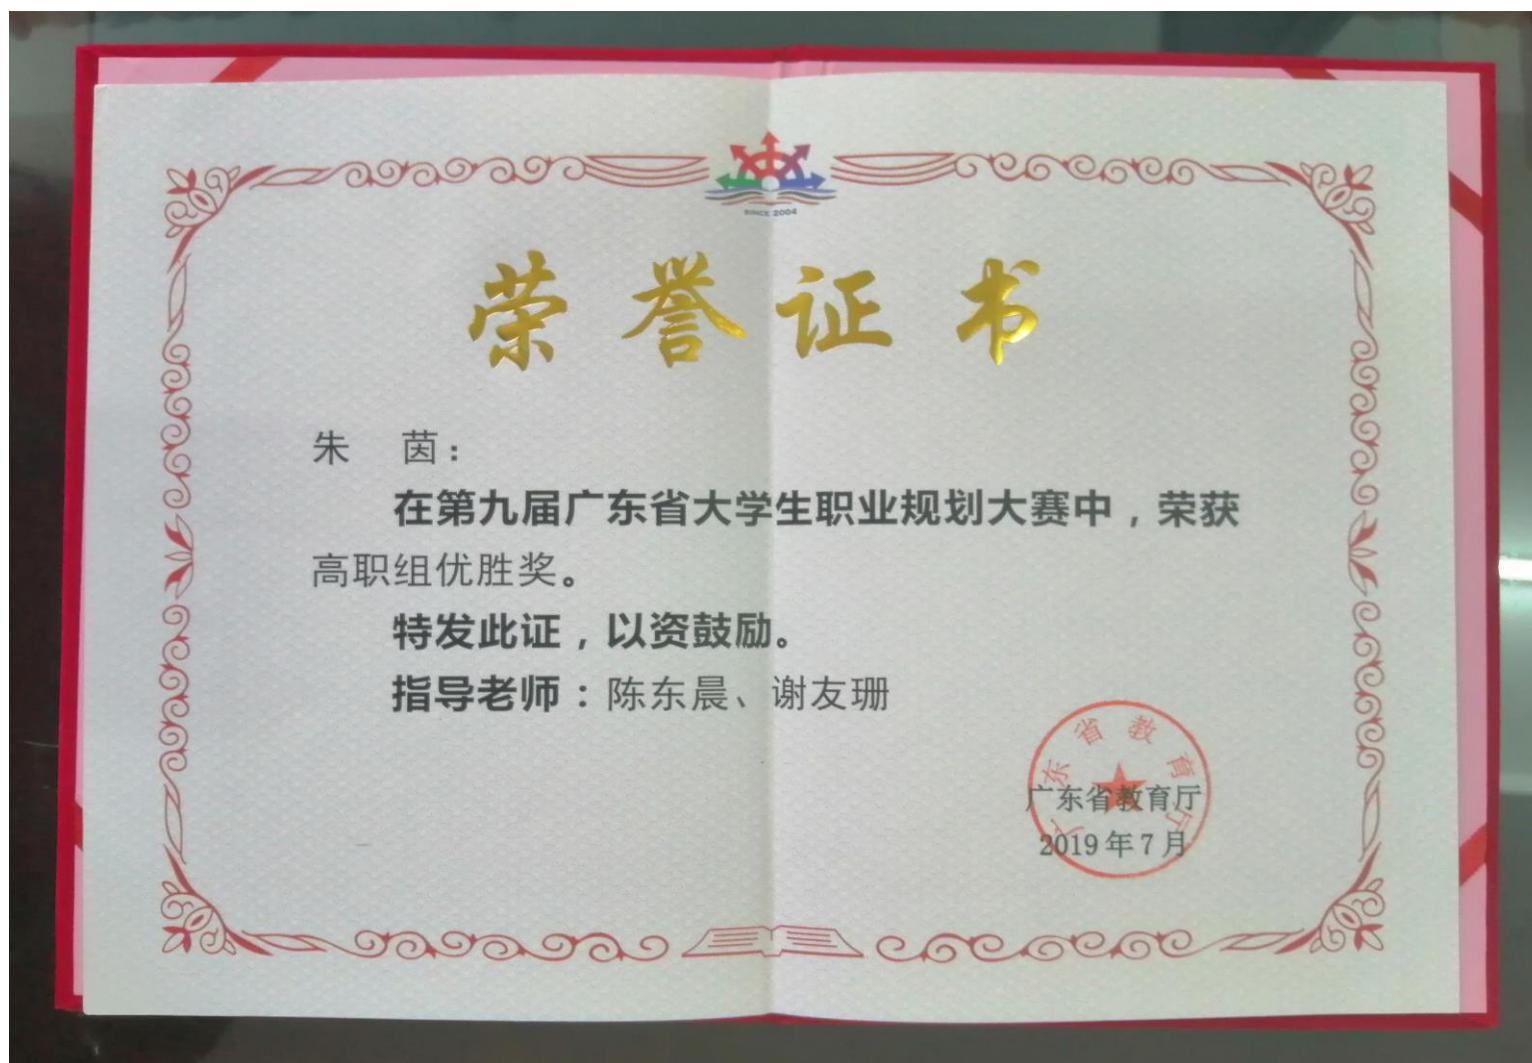 SINCE 2004
荣誉证书
朱 茵：
在第九届广东省大学生职业规划大赛中，荣获
高职组优胜奖。
特发此证，以资鼓励。
指导老师：陈东晨、谢友珊
广东省教育厅
广东省教育厅
2019年7月